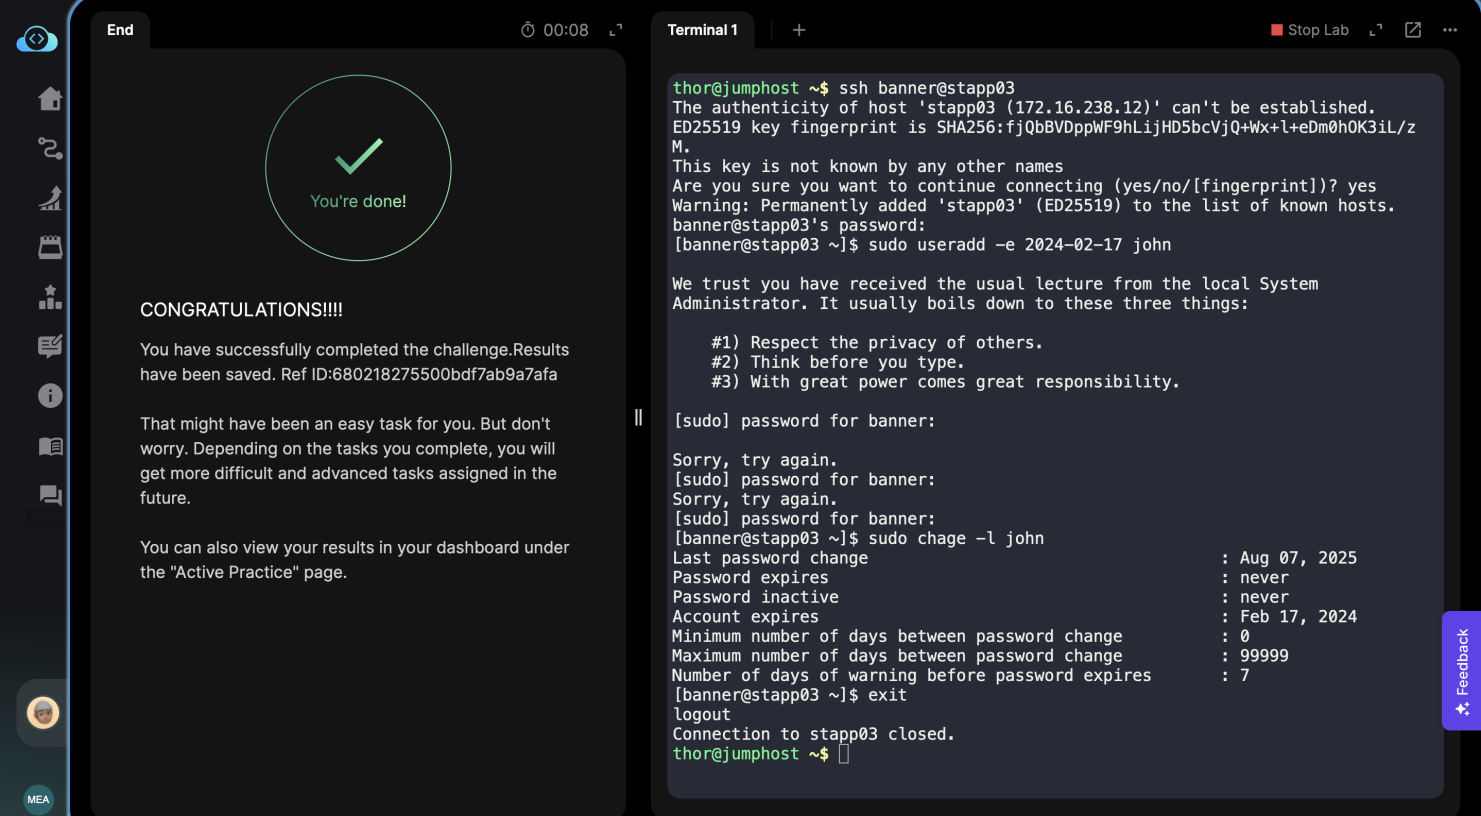 End
00:08
You're done!
CONGRATULATIONS!!!!
You have successfully completed the challenge.Results
have been saved. Ref ID:680218275500bdf7ab9a7afa
That might have been an easy task for you. But don't
worry. Depending on the tasks you complete, you will
get more difficult and advanced tasks assigned in the
future.
You can also view your results in your dashboard under
the "Active Practice" page.
MEA
Terminal 1
+
Stop Lab
thor@jumphost ~$ ssh banner@stapp03
The authenticity of host 'stapp03 (172.16.238.12)' can't be established.
ED25519 key fingerprint is SHA256:fjQbBVDppWF9hLijHD5bcVjQ+Wx+l+eDm0hOK3iL/z
M.
This key is not known by any other names
Are you sure you want to continue connecting (yes/no/[fingerprint])? yes
Warning: Permanently added 'stapp03' (ED25519) to the list of known hosts.
banner@stapp03's password:
[banner@stapp03 ~]$ sudo useradd -e 2024-02-17 john
We trust you have received the usual lecture from the local System
Administrator. It usually boils down to these three things:
#1) Respect the privacy of others.
#2) Think before you type.
#3) With great power comes great responsibility.
[sudo] password for banner:
Sorry, try again.
[sudo] password for banner:
Sorry, try again.
[sudo] password for banner:
[banner@stapp03 ~]$ sudo chage -l john
Last password change : Aug 07, 2025
Password expires : never
Password inactive : never
Account expires : Feb 17, 2024
Minimum number of days between password change : 0
Maximum number of days between password change : 99999
Number of days of warning before password expires : 7
[banner@stapp03 ~]$ exit
logout
Connection to stapp03 closed.
thor@jumphost ~$
Feedback